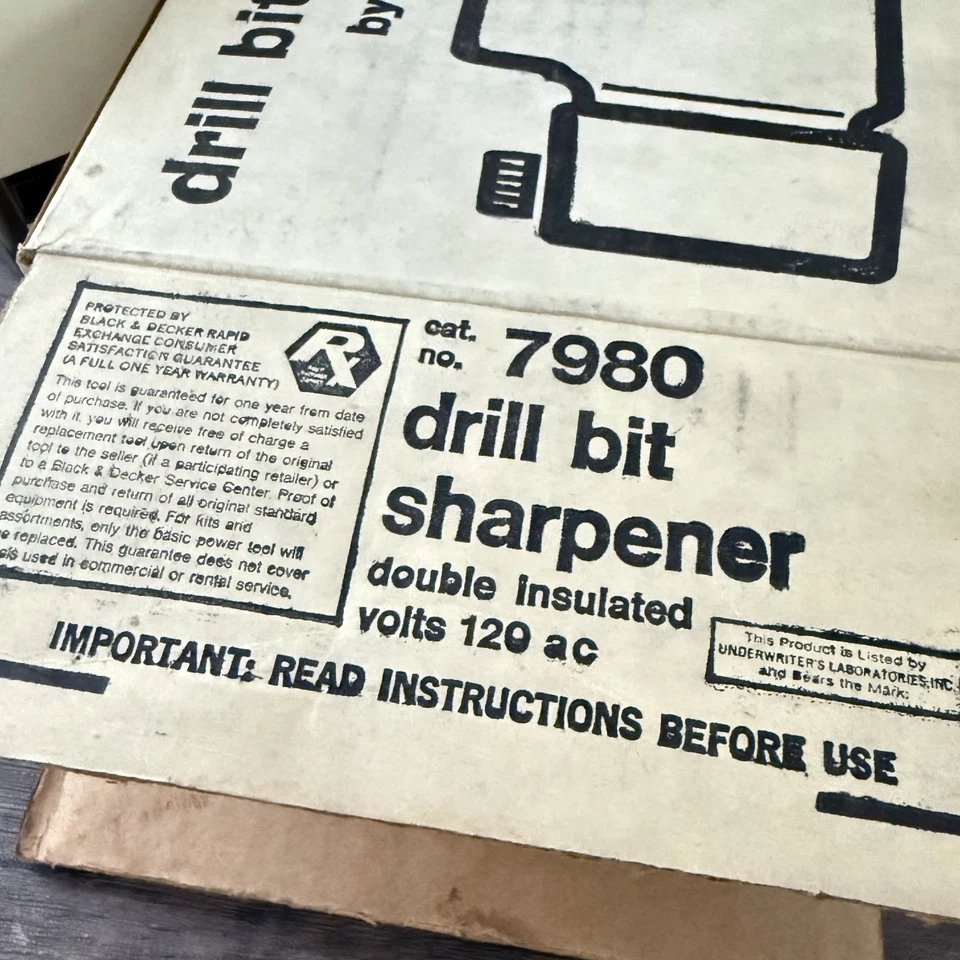 drill bit
by
PROTECTED BY
BLACK & DECKER RAPID
EXCHANGE CONSUMER
SATISFACTION GUARANTEE
(A FULL ONE YEAR WARRANTY)
Rx
This tool is guaranteed for one year from date
of purchase. If you are not completely satisfied
with it, you will receive free of charge a
replacement tool upon return of the original
tool to the seller (if a participating retailer) or
to a Black & Decker Service Center. Proof of
purchase and return of all original standard
equipment is required. For kits and
assortments, only the basic power tool will
replaced. This guarantee does not cover
used in commercial or rental service.
cat.
no. 7980
drill bit
sharpener
double insulated
volts 120 ac
This Product is Listed by
UNDERWRITER'S LABORATORIES, INC.
and Bears the Mark:
IMPORTANT: READ INSTRUCTIONS BEFORE USE